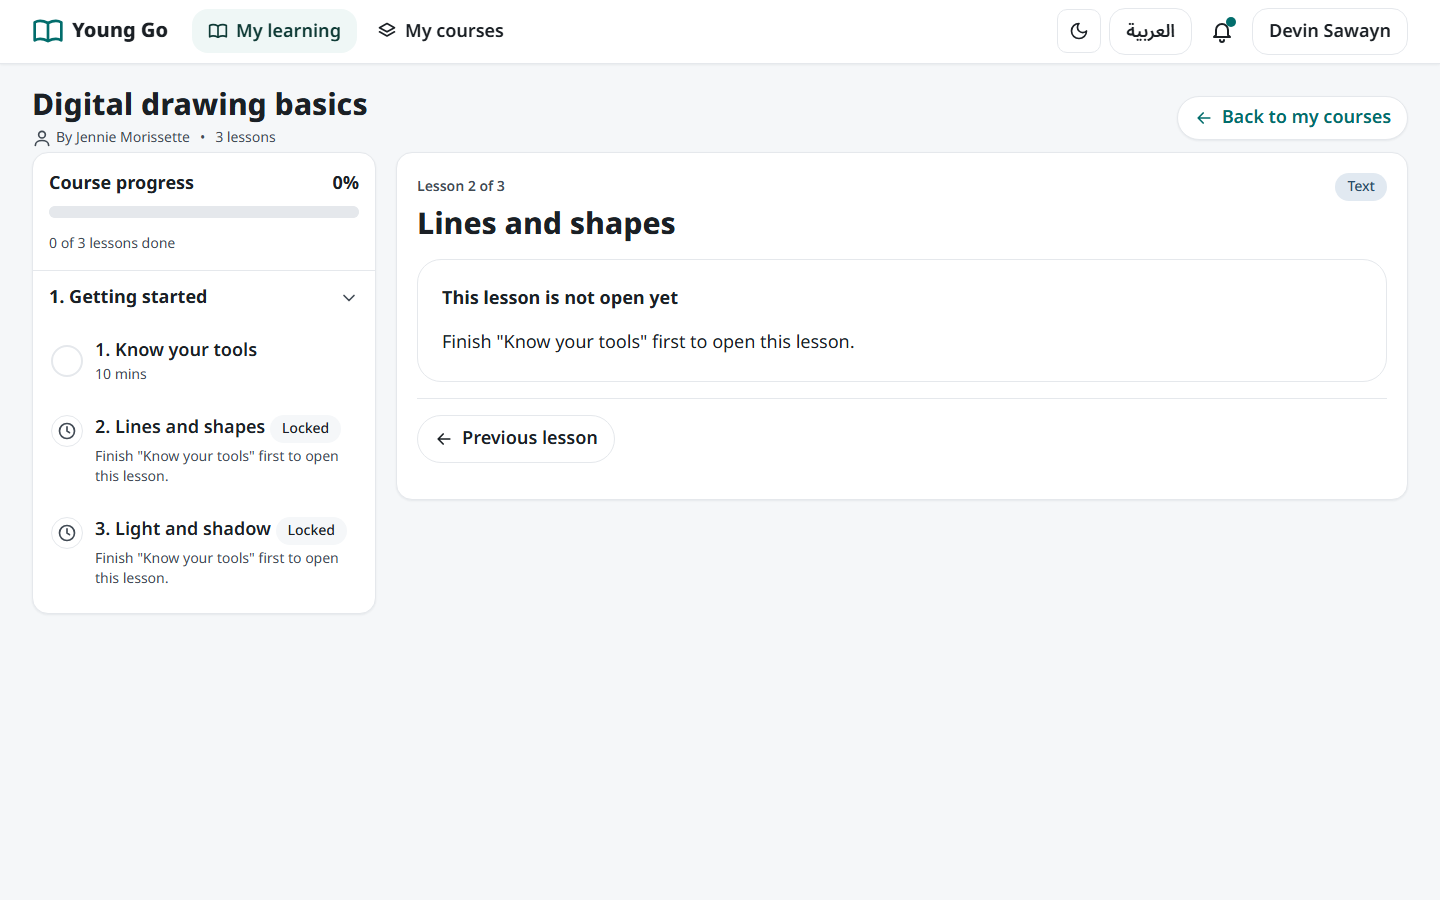 Young Go
My learning
My courses
العربية
Devin Sawayn
Digital drawing basics
By Jennie Morissette • 3 lessons
Back to my courses
Course progress 0%
0 of 3 lessons done
1. Getting started
1. Know your tools
10 mins
2. Lines and shapes Locked
Finish "Know your tools" first to open
this lesson.
3. Light and shadow Locked
Finish "Know your tools" first to open
this lesson.
Lesson 2 of 3
Text
Lines and shapes
This lesson is not open yet
Finish "Know your tools" first to open this lesson.
Previous lesson